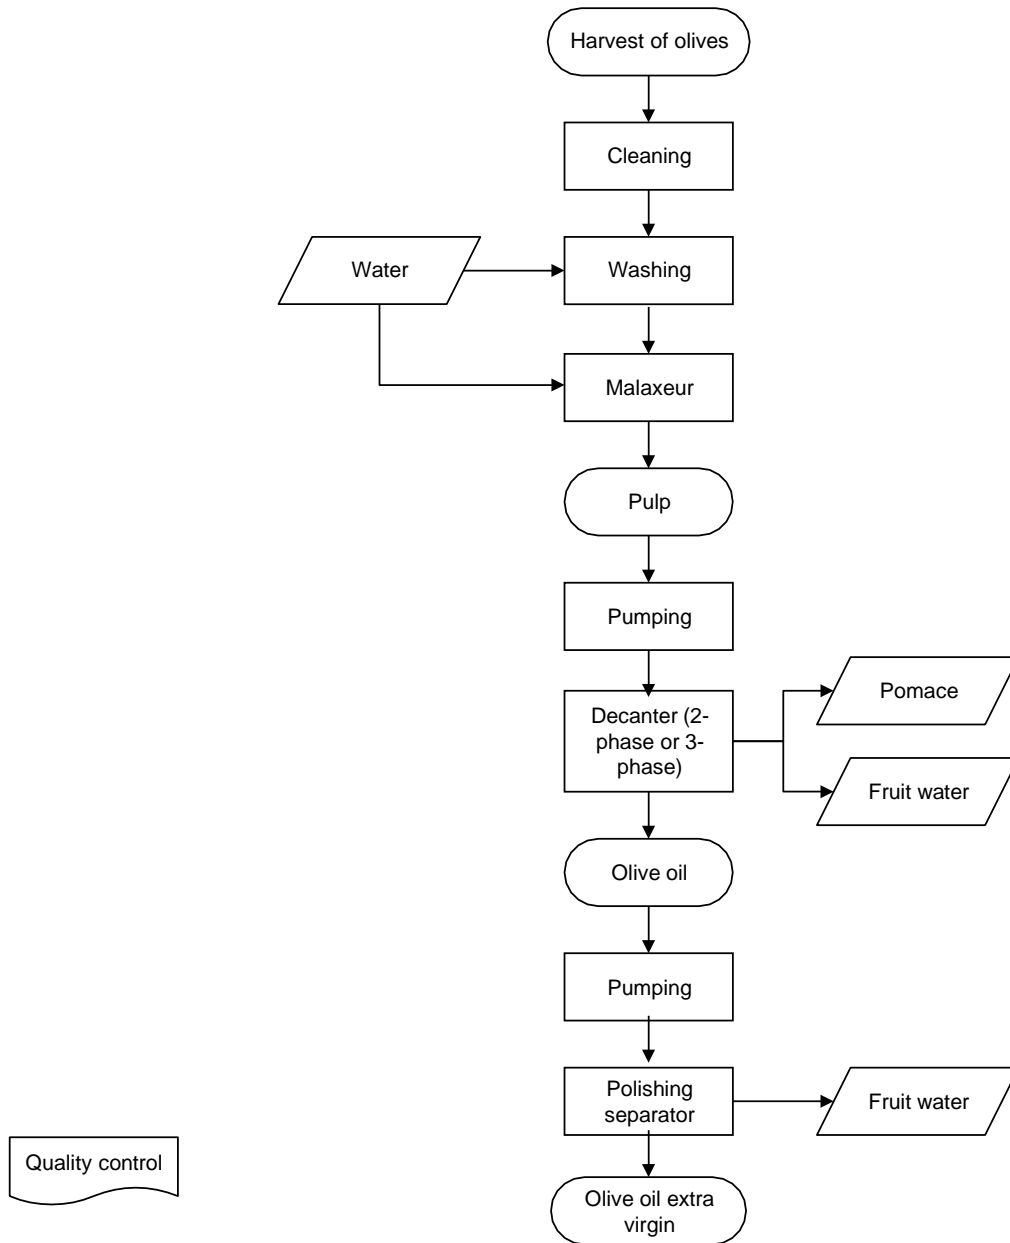 Harvest of olives
Cleaning
Water
Washing
Malaxeur
Pulp
Pumping
Pomace
Decanter (2-
phase or 3-
phase)
Fruit water
Olive oil
Pumping
Polishing
separator
Fruit water
Quality control
Olive oil extra
virgin